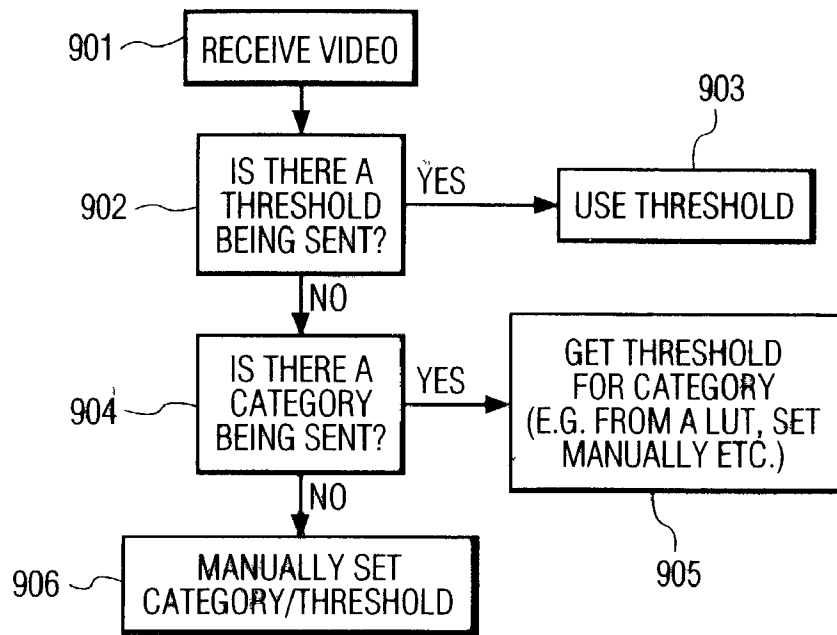 901
RECEIVE VIDEO
903
902
IS THERE A
THRESHOLD
BEING SENT?
YES
USE THRESHOLD
NO
904
IS THERE A
CATEGORY
BEING SENT?
YES
GET THRESHOLD
FOR CATEGORY
(E.G. FROM A LUT, SET
MANUALLY ETC.)
NO
905
906
MANUALLY SET
CATEGORY/THRESHOLD